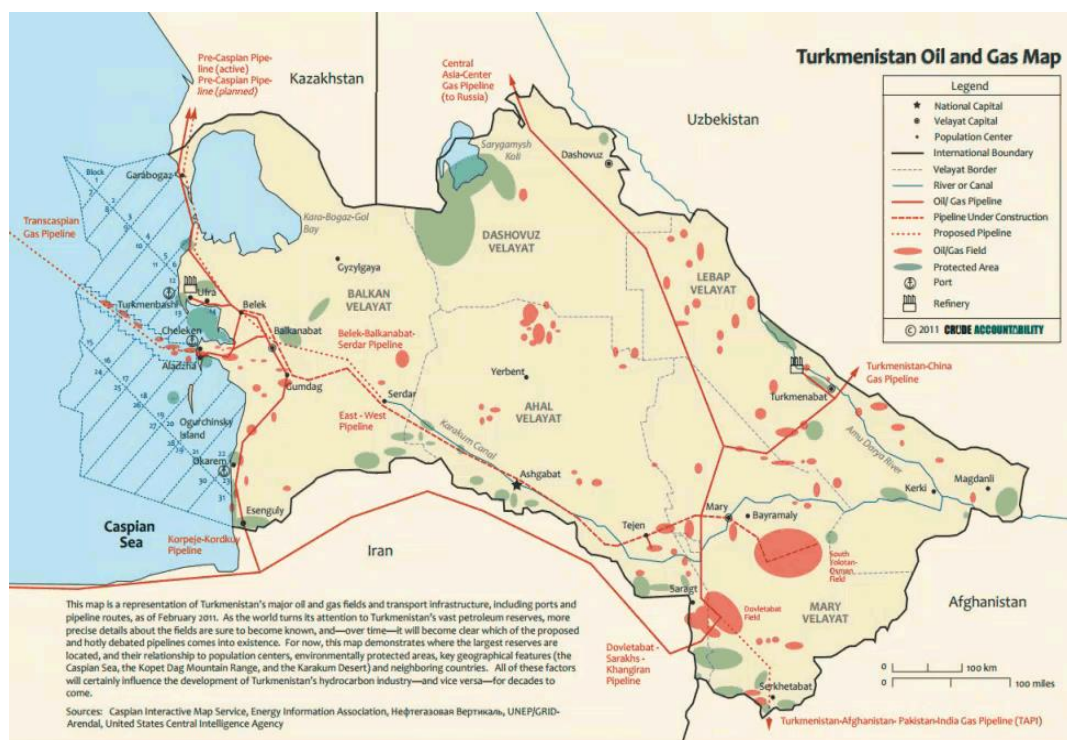 Turkmenistan Oil and Gas Map
Legend
National Capital
Velayat Capital
Population Center
International Boundary
Velayat Border
River or Canal
Oil/ Gas Pipeline
Pipeline Under Construction
Proposed Pipeline
Oil/Gas Field
Protected Area
Port
Refinery
© 2011 CRUDE ACCOUNTABILITY
Pre-Caspian Pipe-
line (active)
Pre-Caspian Pipe-
line (planned)
Kazakhstan
Central
Asia-Center
Gas Pipeline
(to Russia)
Uzbekistan
Sarygamysh
Koli
Dashovuz
Block
1
Garabogaz
Transcaspian
Gas Pipeline
Karo-Bogaz-Gol
Bay
DASHOVUZ
VELAYAT
Gyzylgaya
LEBAP
VELAYAT
Ufra
BALKAN
VELAYAT
Turkmenbashi
Belek
Cheleken
Balkanabat
Belek-Balkanabat-
Serdar Pipeline
Aladzha
Gumdag
Yerbent
Turkmenabat
Turkmenistan-China
Gas Pipeline
Serdar
AHAL
VELAYAT
Ogurchinsky
Island
East - West
Pipeline
Karakum Canal
Amu Darya River
Okarem
Ashgabat
Magdanli
Kerki
Esenguly
Mary
Bayramaly
Caspian
Sea
Tejen
Korpeje-Kordkuy
Pipeline
Iran
South
Yolotan-
Osman
Field
Saragt
Dovletabat
Field
MARY
VELAYAT
Afghanistan
Dovletabat -
Sarakhs -
Khangiran
Pipeline
Serkhetabat
0 100 km
0 100 miles
Turkmenistan-Afghanistan- Pakistan-India Gas Pipeline (TAPI)
This map is a representation of Turkmenistan's major oil and gas fields and transport infrastructure, including ports and
pipeline routes, as of February 2011. As the world turns its attention to Turkmenistan's vast petroleum reserves, more
precise details about the fields are sure to become known, and—over time—it will become clear which of the proposed
and hotly debated pipelines comes into existence. For now, this map demonstrates where the largest reserves are
located, and their relationship to population centers, environmentally protected areas, key geographical features (the
Caspian Sea, the Kopet Dag Mountain Range, and the Karakum Desert) and neighboring countries. All of these factors
will certainly influence the development of Turkmenistan's hydrocarbon industry—and vice versa—for decades to
come.
Sources: Caspian Interactive Map Service, Energy Information Association, Нефтегазовая Вертикаль, UNEP/GRID-
Arendal, United States Central Intelligence Agency